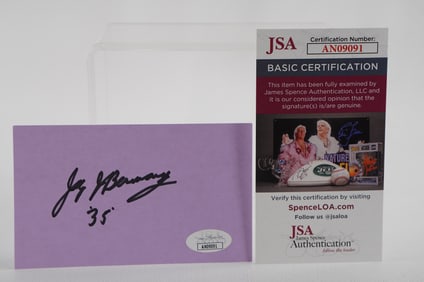 Jay Berwanger
'35
AN09091
JSA
Certification Number:
AN09091
BASIC CERTIFICATION
This item has been fully examined by
James Spence Authentication, LLC and
it is our considered opinion that the
signature(s) is/are genuine.
Verify this certification by visiting
SpenceLOA.com
Follow us @jsaloa
JSA
James Spence
Authentication